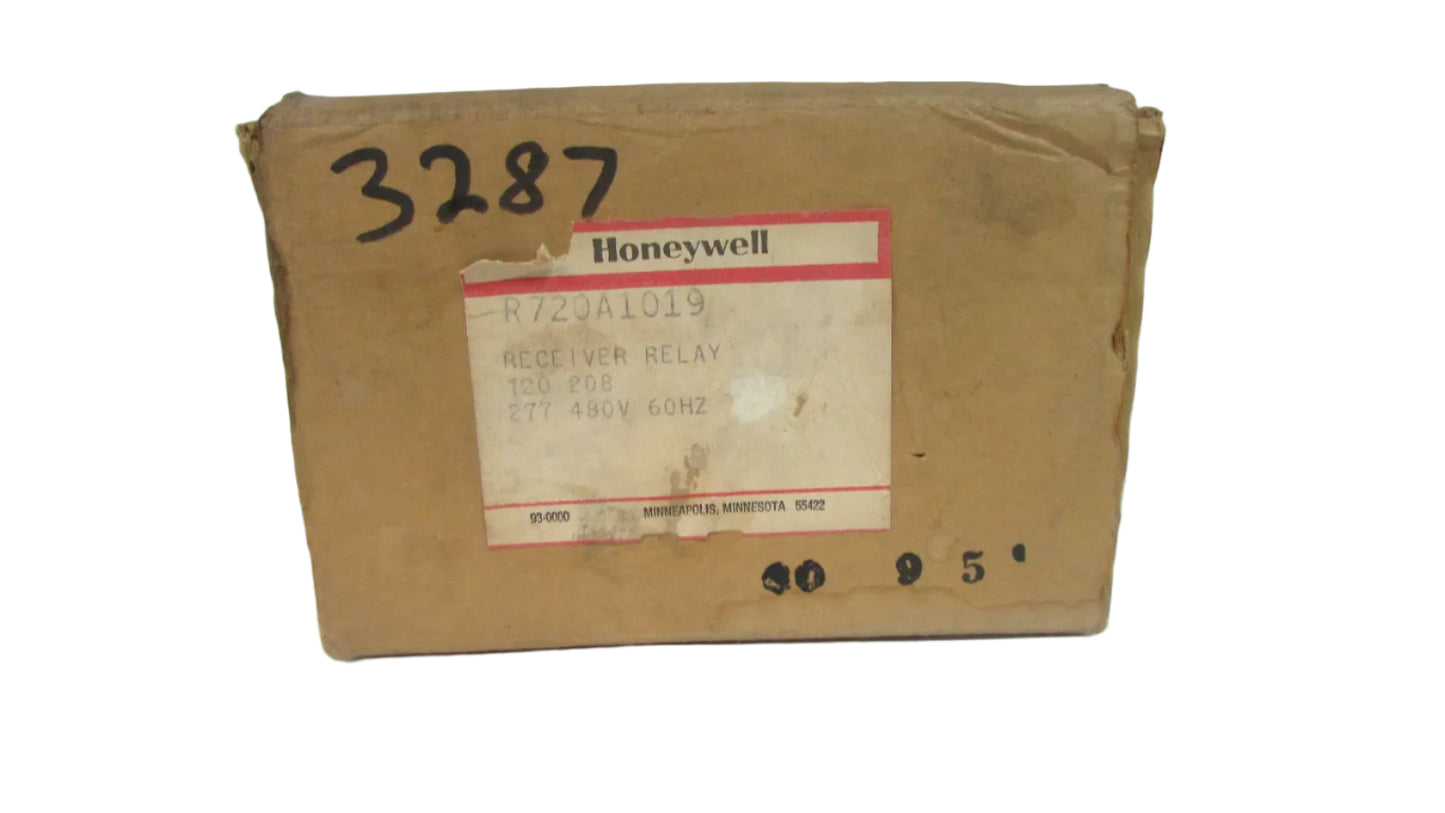 3287
Honeywell
R720A1019
RECEIVER RELAY
120 208
277 480V 60HZ
93-0000 MINNEAPOLIS, MINNESOTA 55422
9 5